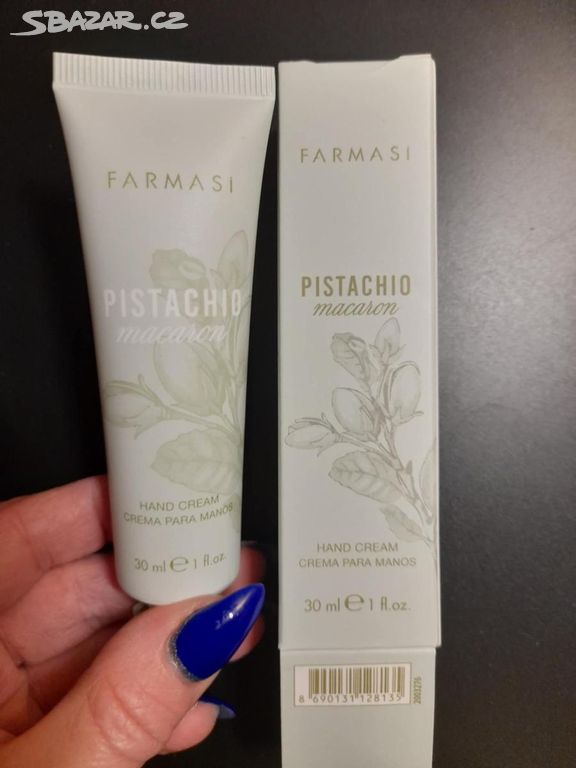 SBAZAR.CZ
FARMASi
PISTACHIO
macaron
HAND CREAM
CREMA PARA MANOS
30 ml e 1 fl.oz.
FARMASI
PISTACHIO
macaron
HAND CREAM
CREMA PARA MANOS
30 ml e 1 fl.oz.
8 690131 128135
2003276